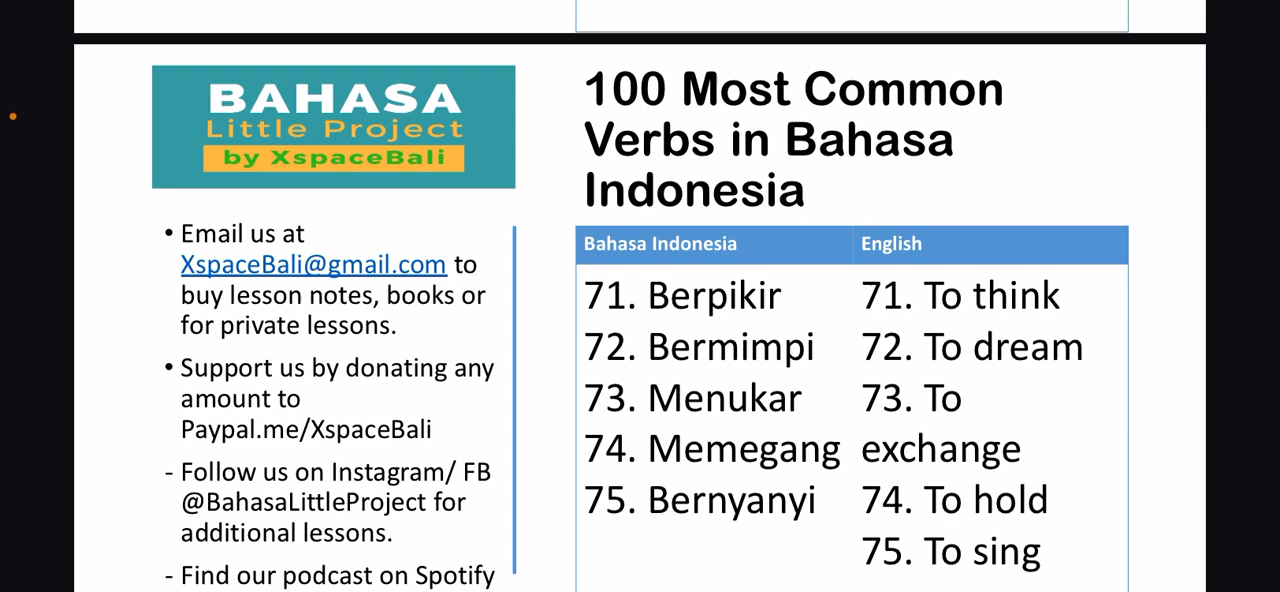 BAHASA
Little Project
by XspaceBali
• Email us at
XspaceBali@gmail.com to
buy lesson notes, books or
for private lessons.
• Support us by donating any
amount to
Paypal.me/XspaceBali
- Follow us on Instagram/ FB
@BahasaLittleProject for
additional lessons.
- Find our podcast on Spotify
100 Most Common
Verbs in Bahasa
Indonesia
Bahasa Indonesia English
71. Berpikir 71. To think
72. Bermimpi 72. To dream
73. Menukar 73. To
74. Memegang exchange
75. Bernyanyi 74. To hold
75. To sing